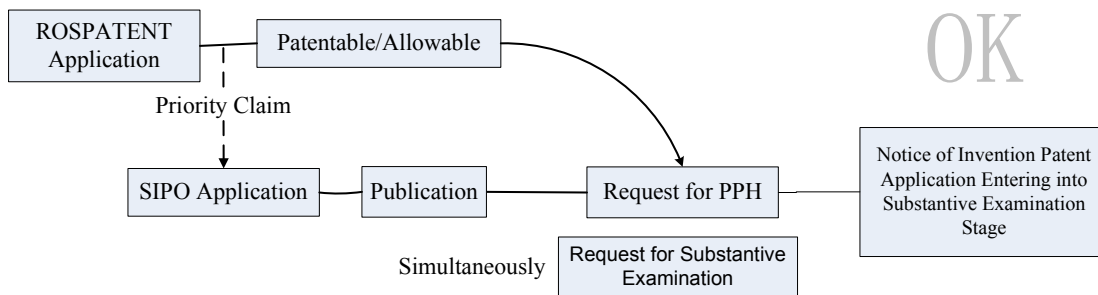 ROSPATENT
Application
Patentable/Allowable
OK
Priority Claim
SIPO Application
Publication
Request for PPH
Notice of Invention Patent
Application Entering into
Substantive Examination
Stage
Simultaneously
Request for Substantive
Examination